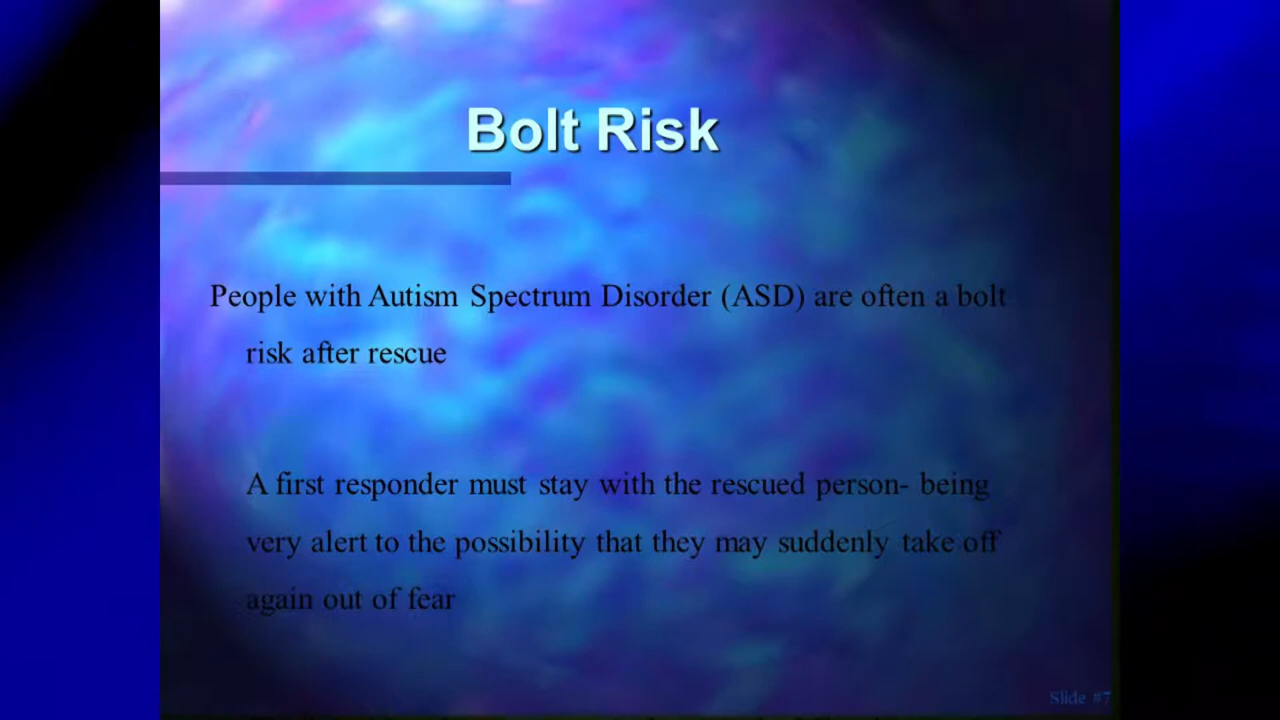 Bolt Risk
People with Autism Spectrum Disorder (ASD) are often a bolt
risk after rescue
A first responder must stay with the rescued person- being
very alert to the possibility that they may suddenly take off
again out of fear
Slide #7